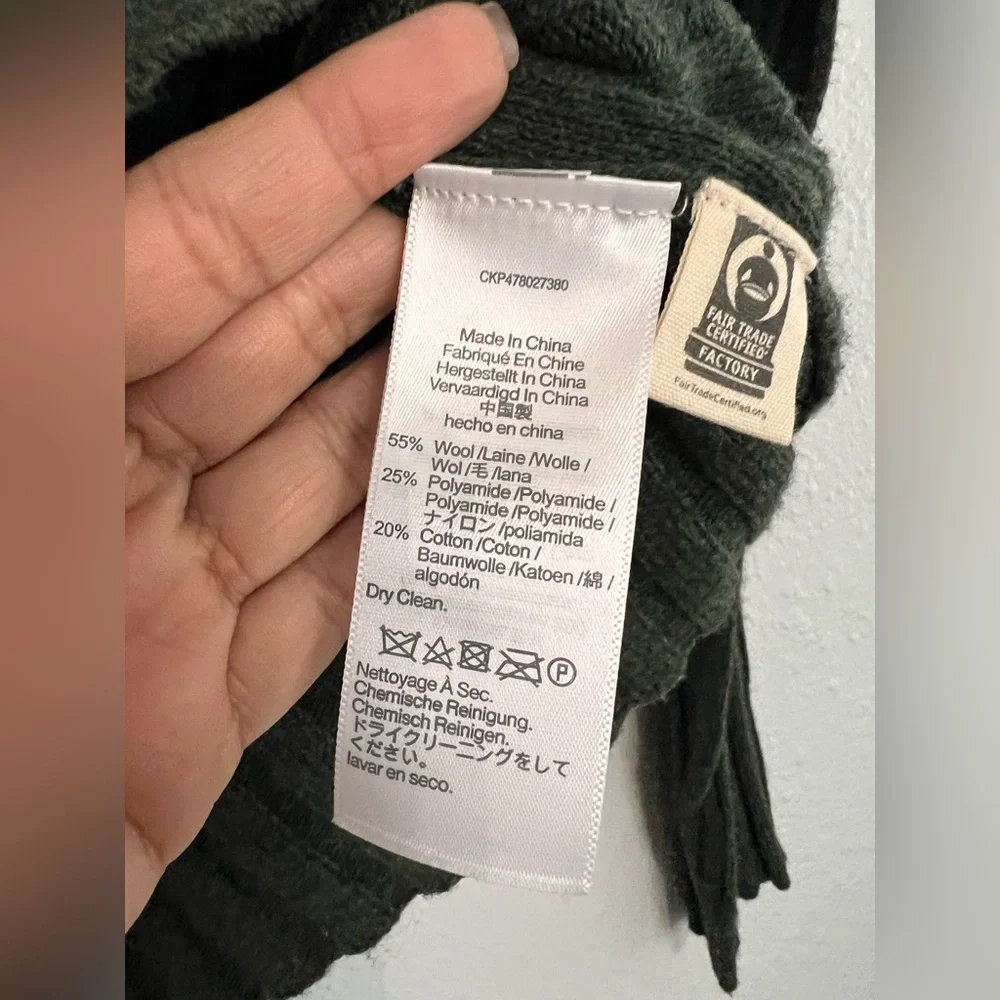 CKP478027380
Made In China
Fabriqué En Chine
Hergestellt In China
Vervaardigd In China
中国製
hecho en china
55% Wool /Laine /Wolle /
Wol /毛 /lana
25% Polyamide /Polyamide /
Polyamide /Polyamide /
ナイロン /poliamida
20% Cotton /Coton /
Baumwolle /Katoen /綿 /
algodón
Dry Clean.
P
Nettoyage À Sec.
Chemische Reinigung.
Chemisch Reinigen.
ドライクリーニングをして
ください。
lavar en seco.
FAIR TRADE
CERTIFIED
FACTORY
FairTradeCertified.org